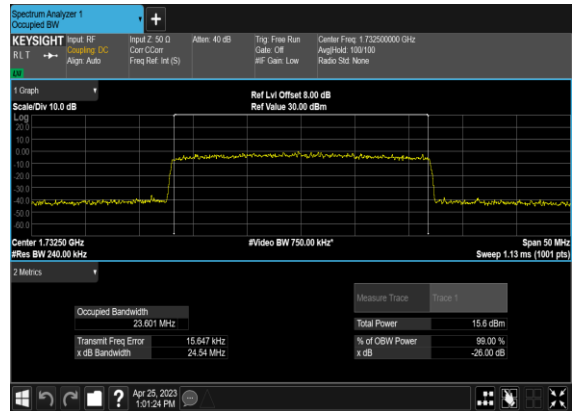 Spectrum Analyzer 1
Occupied BW
+
KEYSIGHT Input: RF Input Z: 50 Ω Atten: 40 dB Trig: Free Run Center Freq: 1.732500000 GHz
RLT Coupling: DC Corr CCorr Gate: Off Avg|Hold: 100/100
Align: Auto Freq Ref: Int (S) #IF Gain: Low Radio Std: None
1 Graph
Ref Lvl Offset 8.00 dB
Scale/Div 10.0 dB Ref Value 30.00 dBm
Log
20.0
10.0
0.00
-10.0
-20.0
-30.0
-40.0
-50.0
-60.0
Center 1.73250 GHz #Video BW 750.00 kHz* Span 50 MHz
#Res BW 240.00 kHz Sweep 1.13 ms (1001 pts)
2 Metrics
Measure Trace Trace 1
Occupied Bandwidth
23.601 MHz Total Power 15.6 dBm
Transmit Freq Error 15.647 kHz % of OBW Power 99.00 %
x dB Bandwidth 24.54 MHz x dB -26.00 dB
? Apr 25, 2023
1:01:24 PM